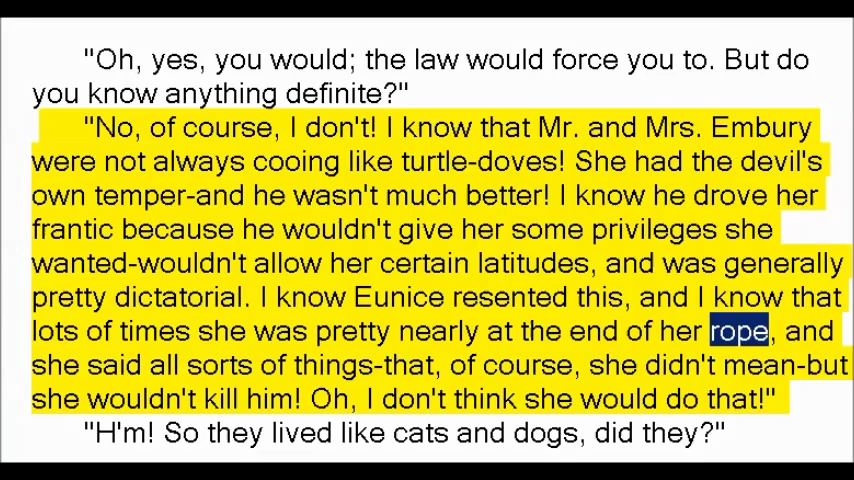 "Oh, yes, you would; the law would force you to. But do
you know anything definite?"
"No, of course, I don't! I know that Mr. and Mrs. Embury
were not always cooing like turtle-doves! She had the devil's
own temper-and he wasn't much better! I know he drove her
frantic because he wouldn't give her some privileges she
wanted-wouldn't allow her certain latitudes, and was generally
pretty dictatorial. I know Eunice resented this, and I know that
lots of times she was pretty nearly at the end of her rope, and
she said all sorts of things-that, of course, she didn't mean-but
she wouldn't kill him! Oh, I don't think she would do that!"
"H'm! So they lived like cats and dogs, did they?"